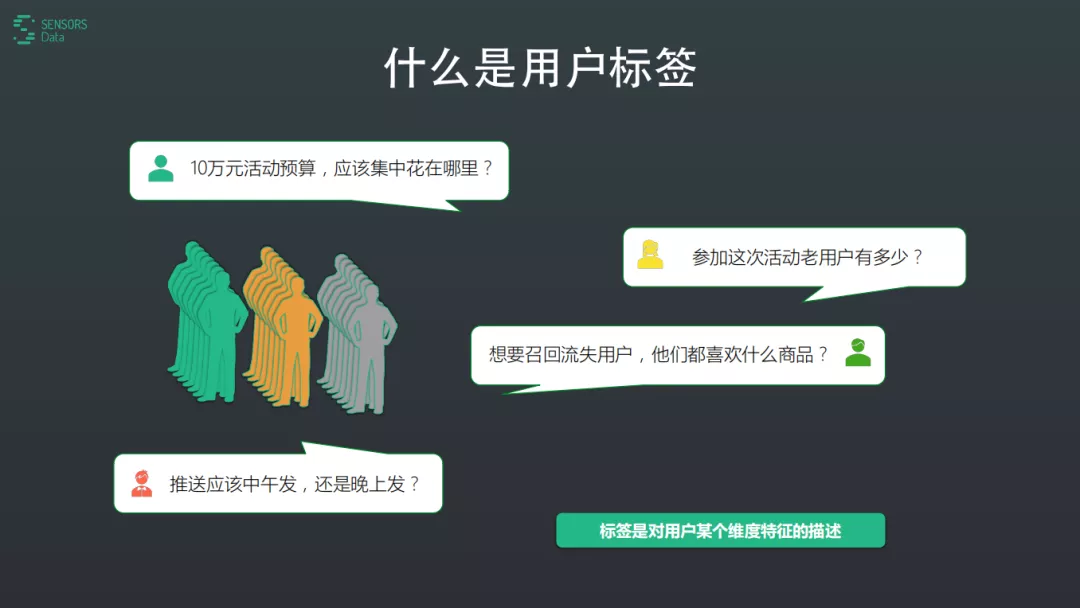 SENSORS
Data
什么是用户标签
10万元活动预算，应该集中花在哪里？
参加这次活动老用户有多少？
想要召回流失用户，他们都喜欢什么商品？
推送应该中午发，还是晚上发？
标签是对用户某个维度特征的描述